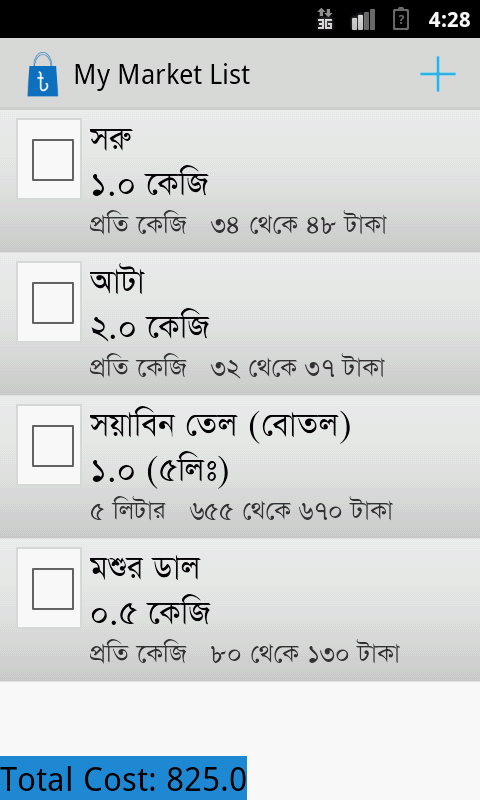 3G 4:28
My Market List
সরু
১.০ কেজি
প্রতি কেজি ৩৪ থেকে ৪৮ টাকা
আটা
২.০ কেজি
প্রতি কেজি ৩২ থেকে ৩৭ টাকা
সয়াবিন তেল (বোতল)
১.০ (৫লিঃ)
৫ লিটার ৬৫৫ থেকে ৬৭০ টাকা
মশুর ডাল
০.৫ কেজি
প্রতি কেজি ৮০ থেকে ১৩০ টাকা
Total Cost: 825.0